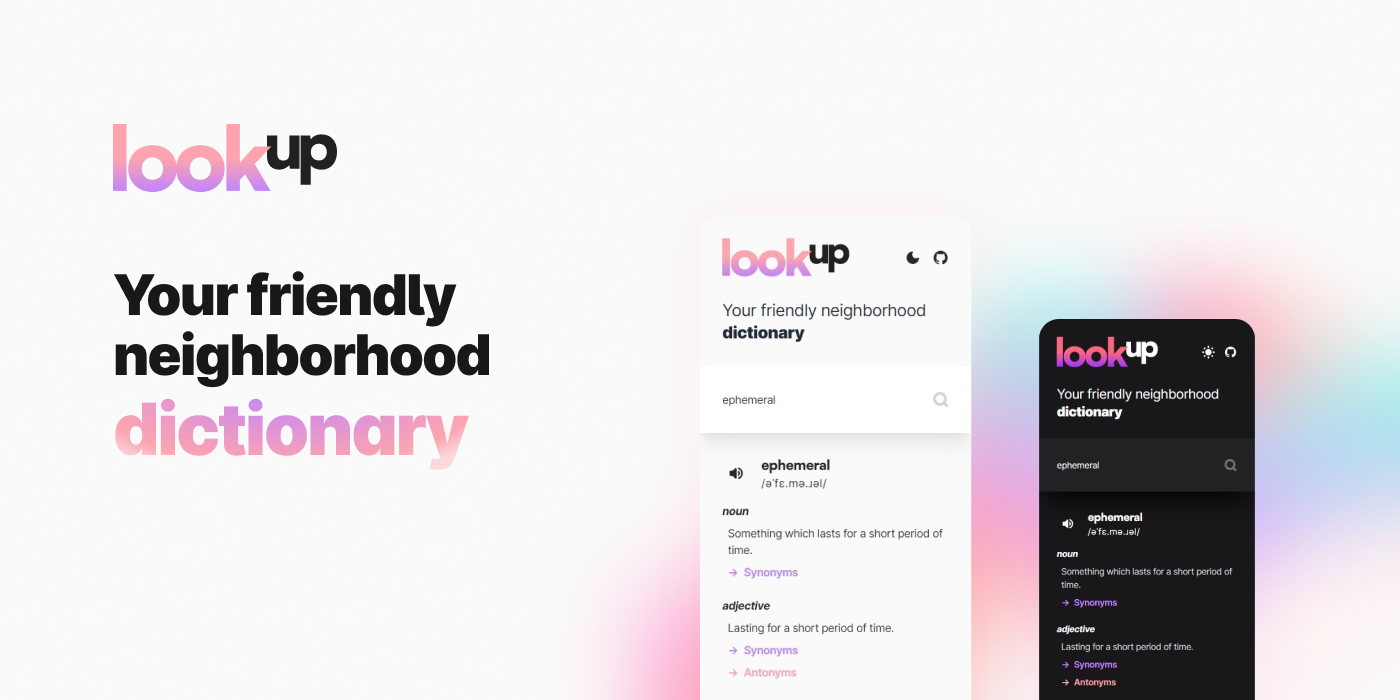 lookup
Your friendly
neighborhood
dictionary
lookup
Your friendly neighborhood
dictionary
ephemeral
ephemeral
/əˈfɛ.mə.ɹəl/
noun
Something which lasts for a short period of
time.
→ Synonyms
adjective
Lasting for a short period of time.
→ Synonyms
→ Antonyms
lookup
Your friendly neighborhood
dictionary
ephemeral
ephemeral
/əˈfɛ.mə.ɹəl/
noun
Something which lasts for a short period of
time.
→ Synonyms
adjective
Lasting for a short period of time.
→ Synonyms
→ Antonyms